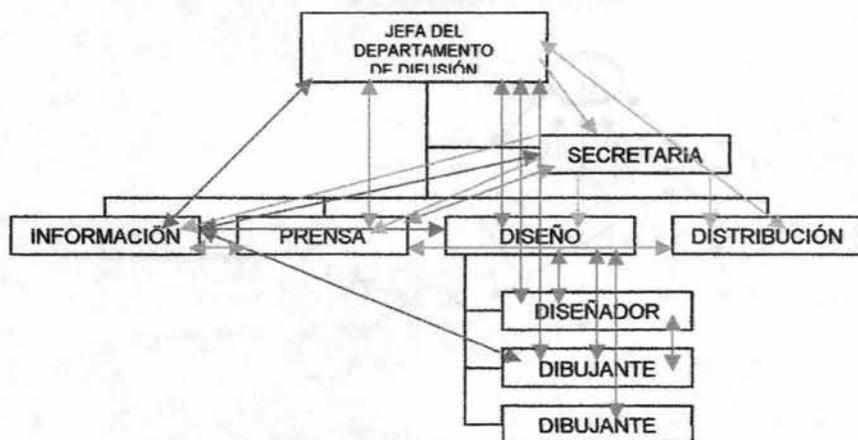 JEFA DEL
DEPARTAMENTO
DE DIFUSIÓN
SECRETARIA
INFORMACIÓN
PRENSA
DISEÑO
DISTRIBUCIÓN
DISEÑADOR
DIBUJANTE
DIBUJANTE